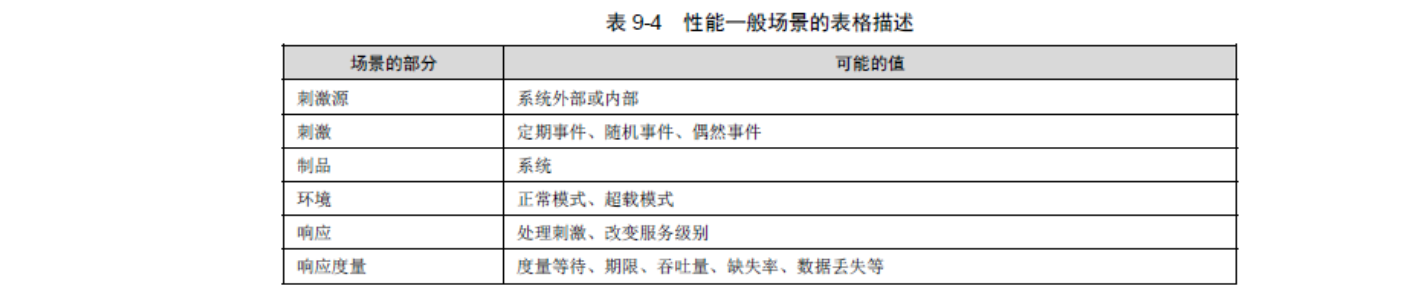 表 9-4 性能一般场景的表格描述
场景的部分 可能的值
刺激源 系统外部或内部
刺激 定期事件、随机事件、偶然事件
制品 系统
环境 正常模式、超载模式
响应 处理刺激、改变服务级别
响应度量 度量等待、期限、吞吐量、缺失率、数据丢失等